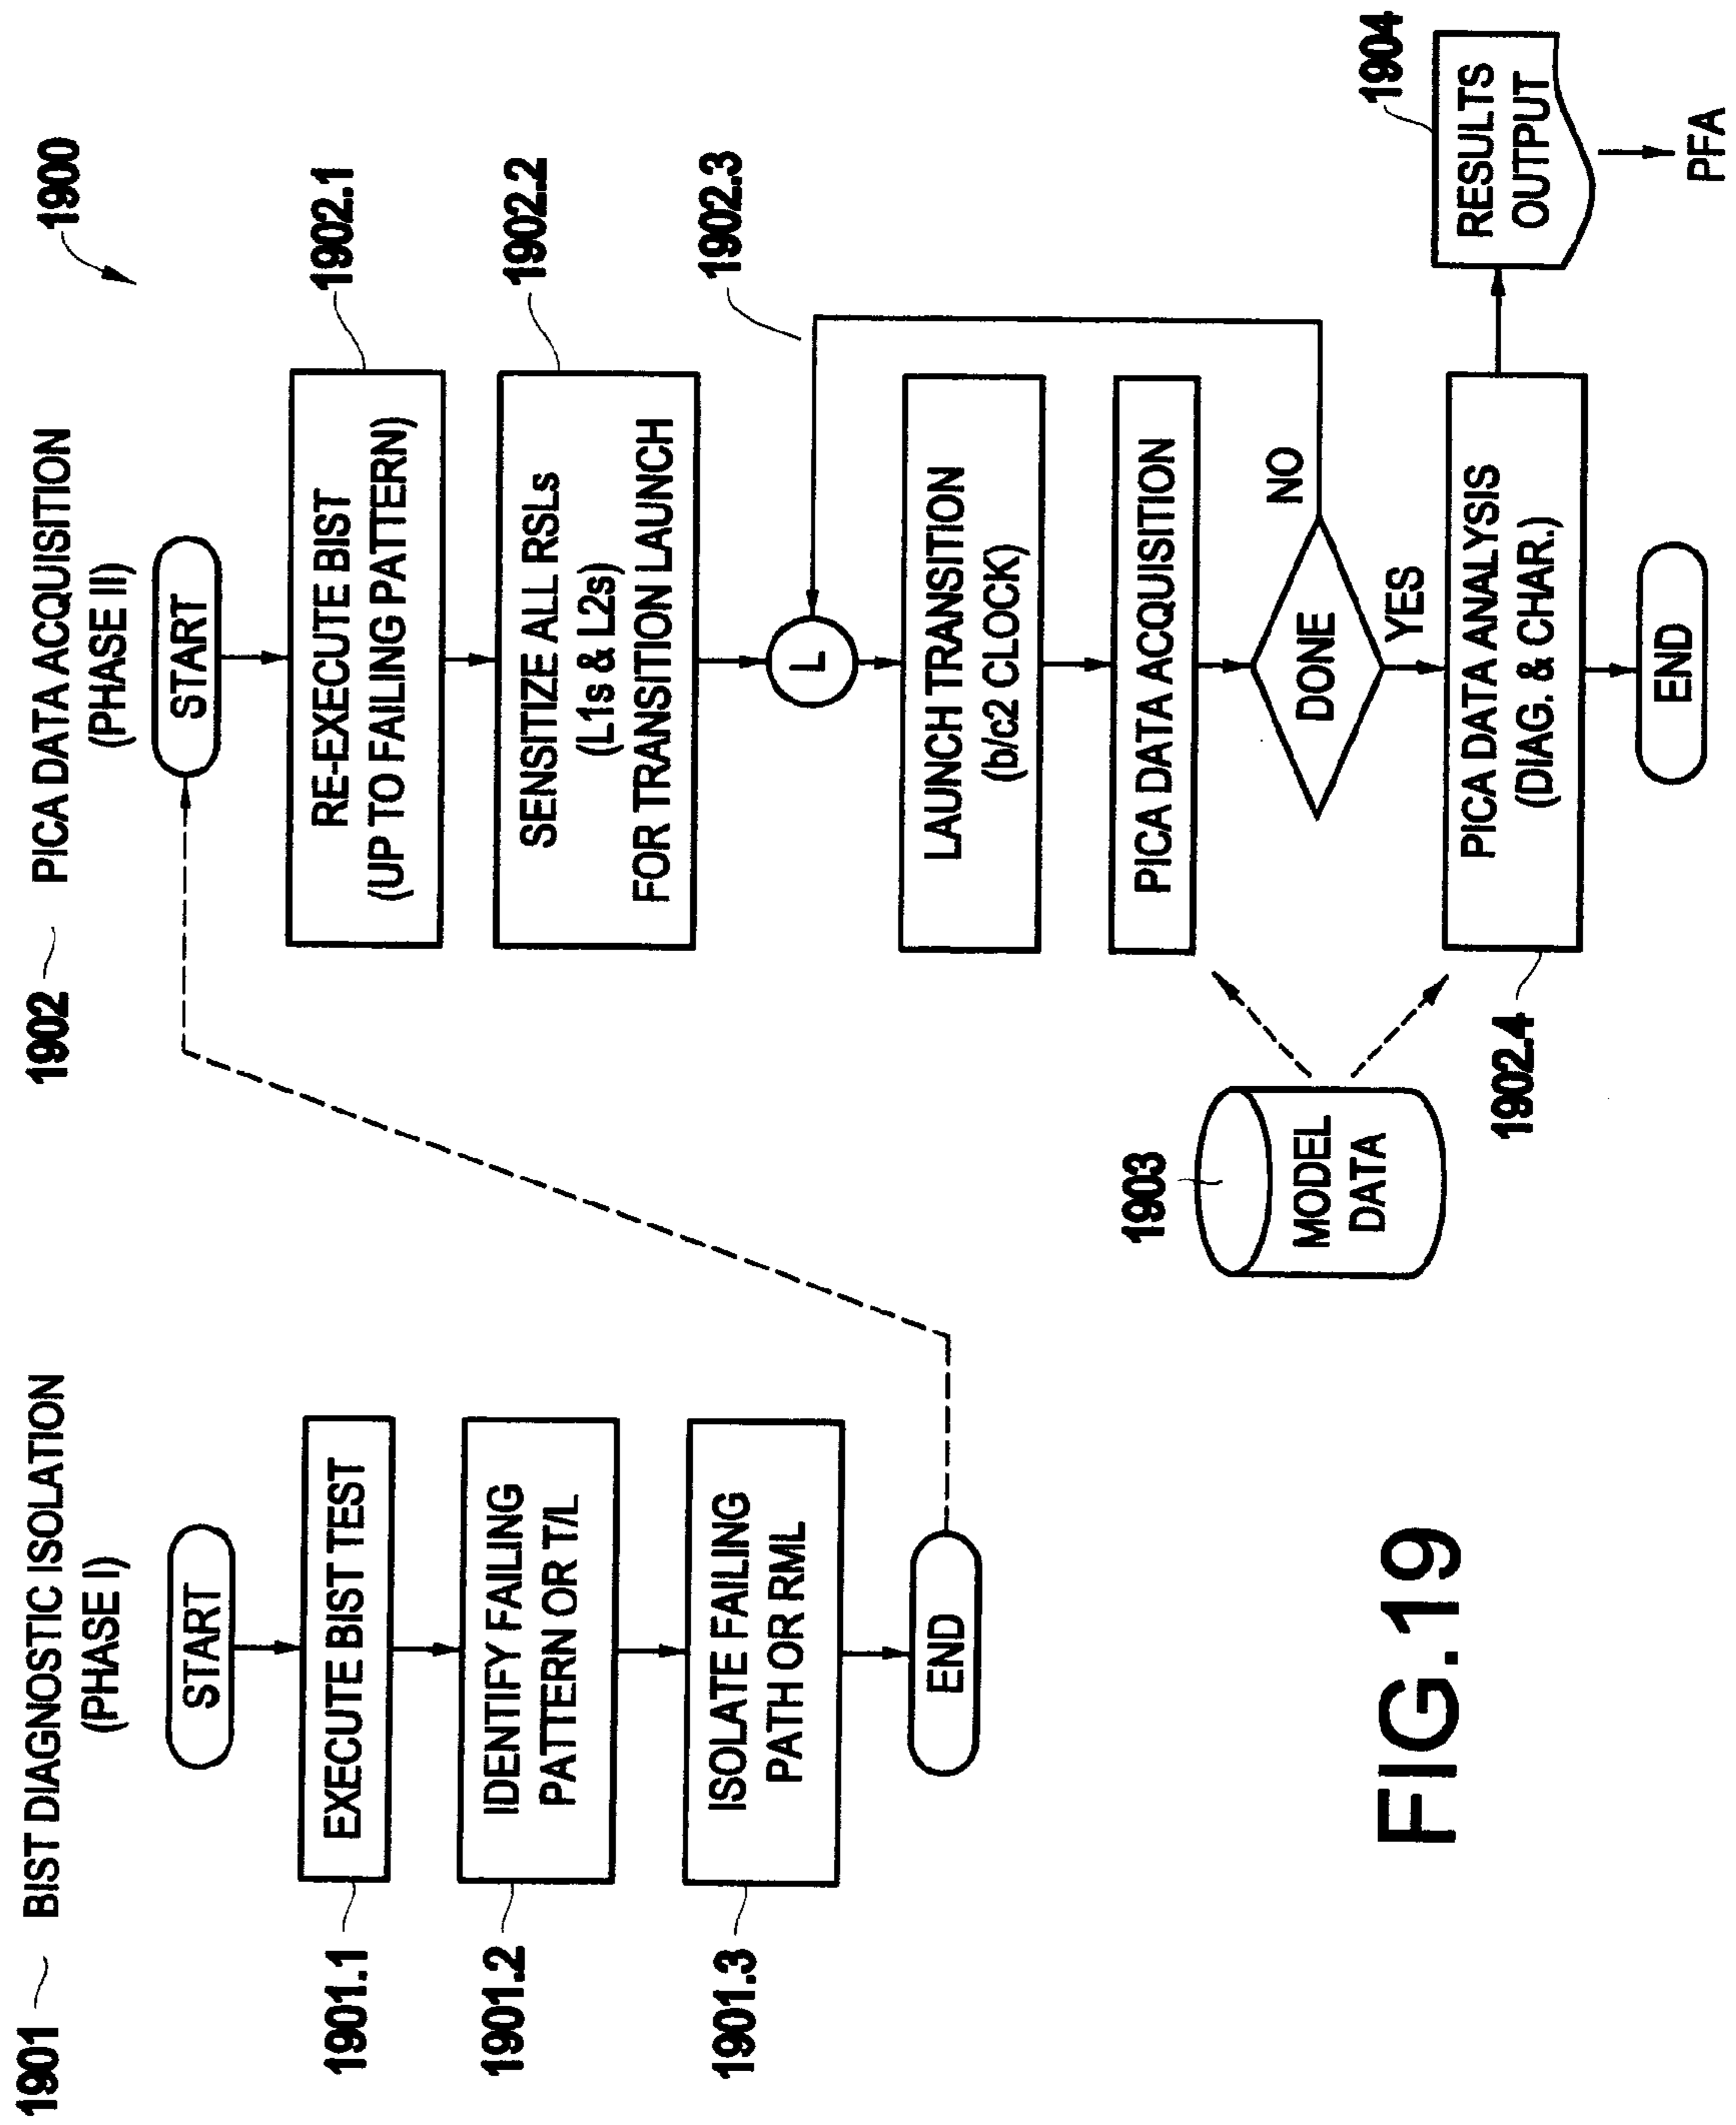 1900
1901 BIST DIAGNOSTIC ISOLATION
(PHASE I)
START
1901.1
EXECUTE BIST TEST
1901.2
IDENTIFY FAILING
PATTERN OR T/L
1901.3
ISOLATE FAILING
PATH OR RML
END
1902 PICA DATA ACQUISITION
(PHASE II)
START
1902.1
RE-EXECUTE BIST
(UP TO FAILING PATTERN)
1902.2
SENSITIZE ALL RSLs
(L1s & L2s)
FOR TRANSITION LAUNCH
1902.3
L
LAUNCH TRANSITION
(b/c2 CLOCK)
PICA DATA ACQUISITION
DONE
NO
YES
1903
MODEL
DATA
1902.4
PICA DATA ANALYSIS
(DIAG. & CHAR.)
END
1904
RESULTS
OUTPUT
PFA
FIG.19